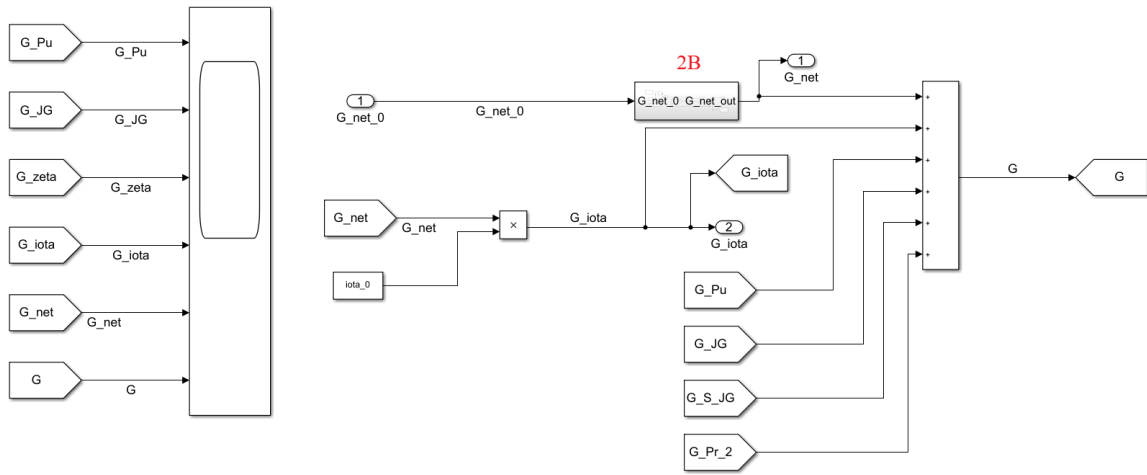 G_Pu
G_Pu
G_JG
G_JG
G_zeta
G_zeta
G_iota
G_iota
G_net
G_net
G
G
2B
1
G_net
1
G_net_0
G_net_0
G_net_0 G_net_out
G_iota
G_net
G_net
×
G_iota
2
G_iota
iota_0
G_Pu
G_JG
G_S_JG
G_Pr_2
+
+
+
+
+
+
G
G